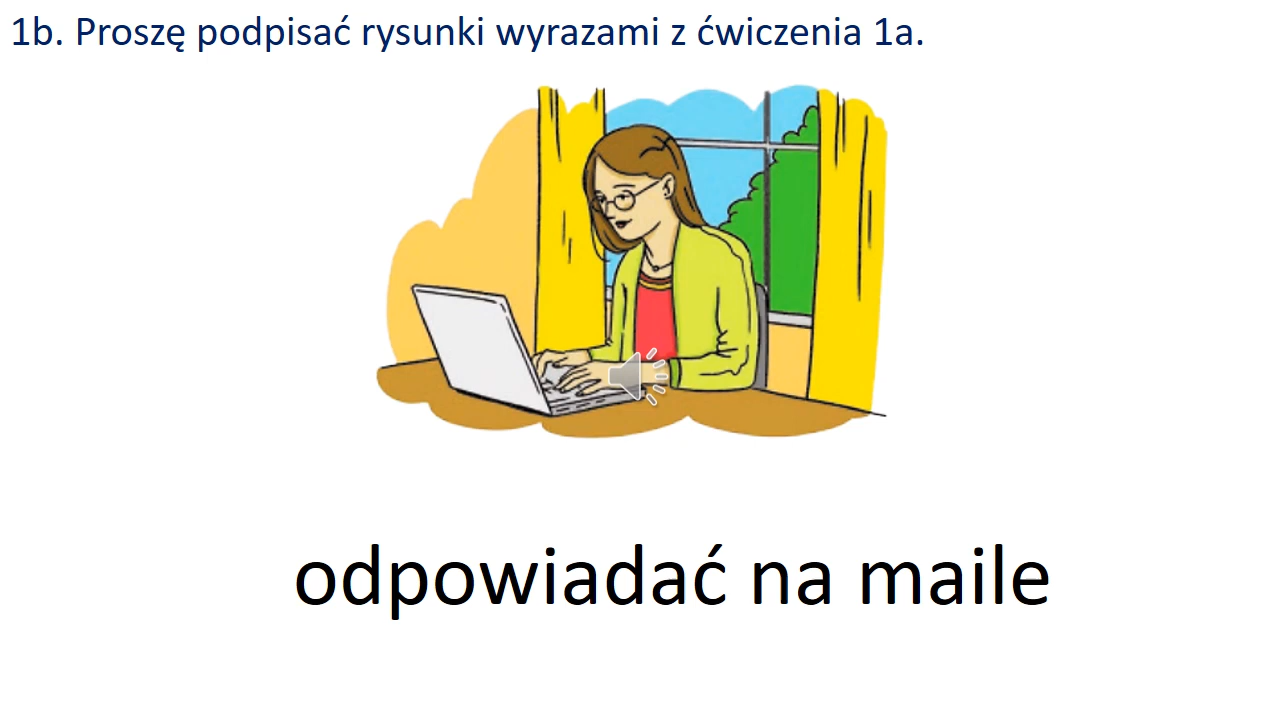 1b. Proszę podpisać rysunki wyrazami z ćwiczenia 1a.
odpowiadać na maile